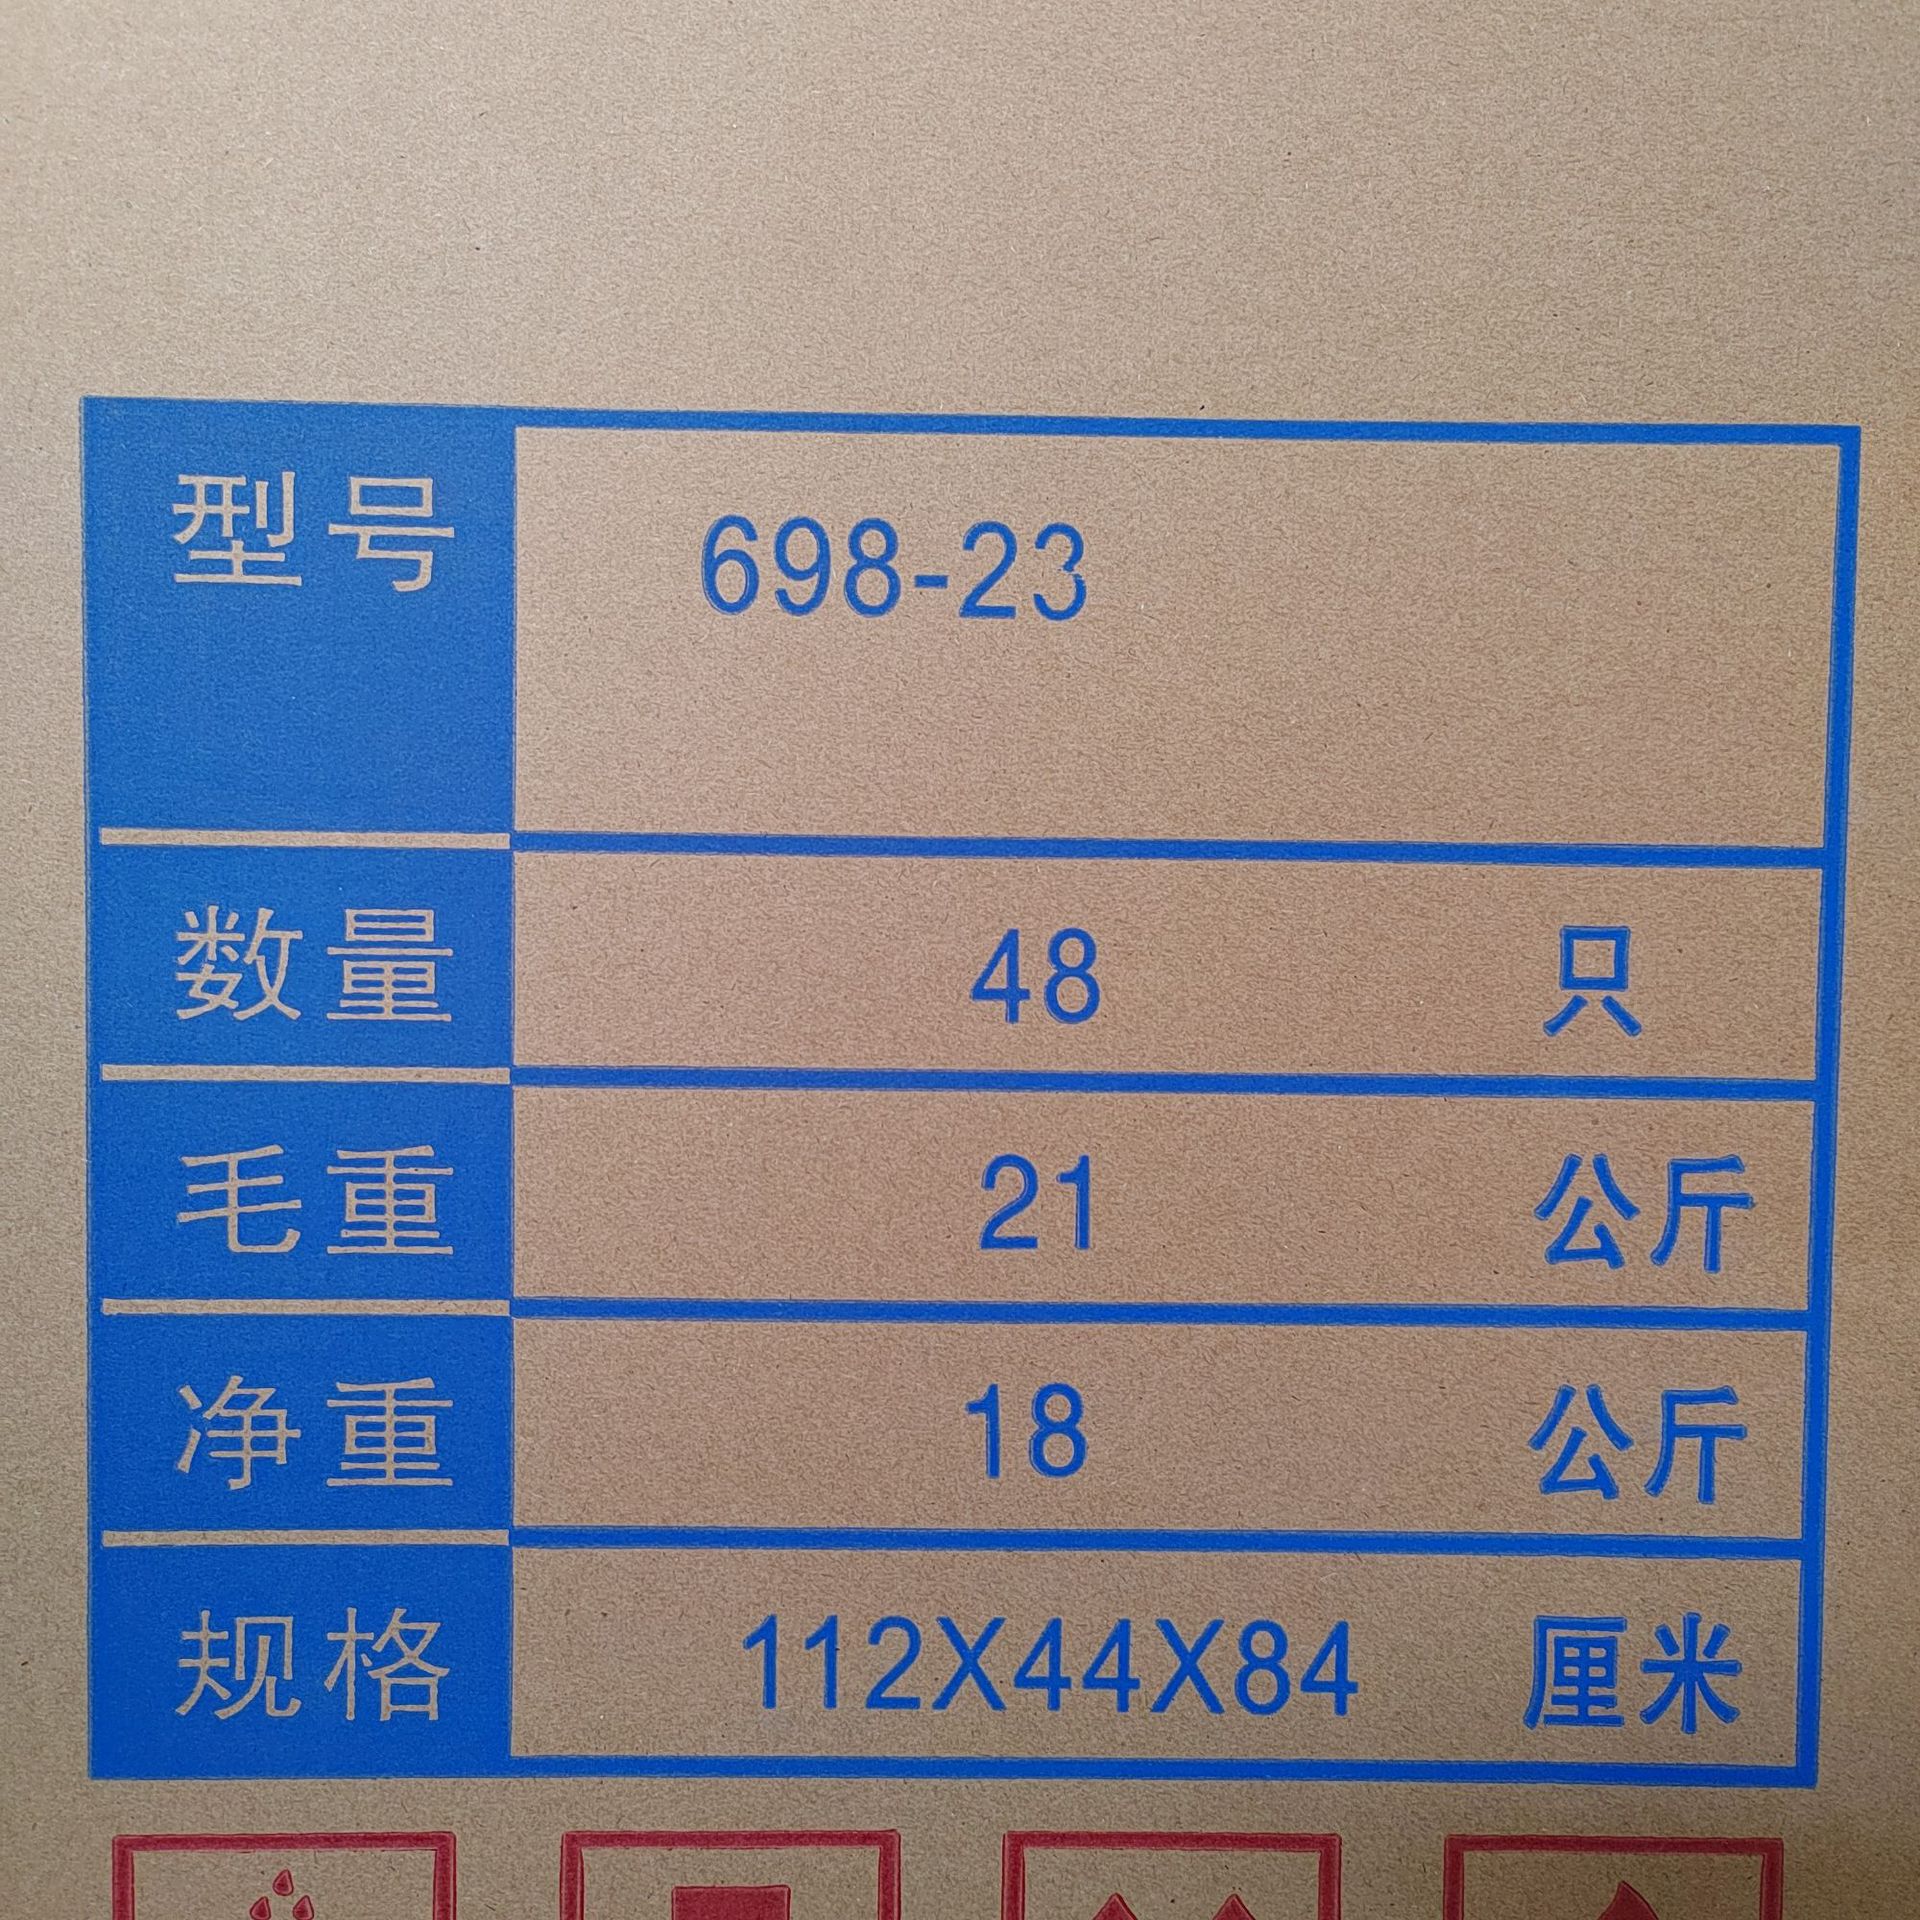 型号 698-23
数量 48 只
毛重 21 公斤
净重 18 公斤
规格 112X44X84 厘米